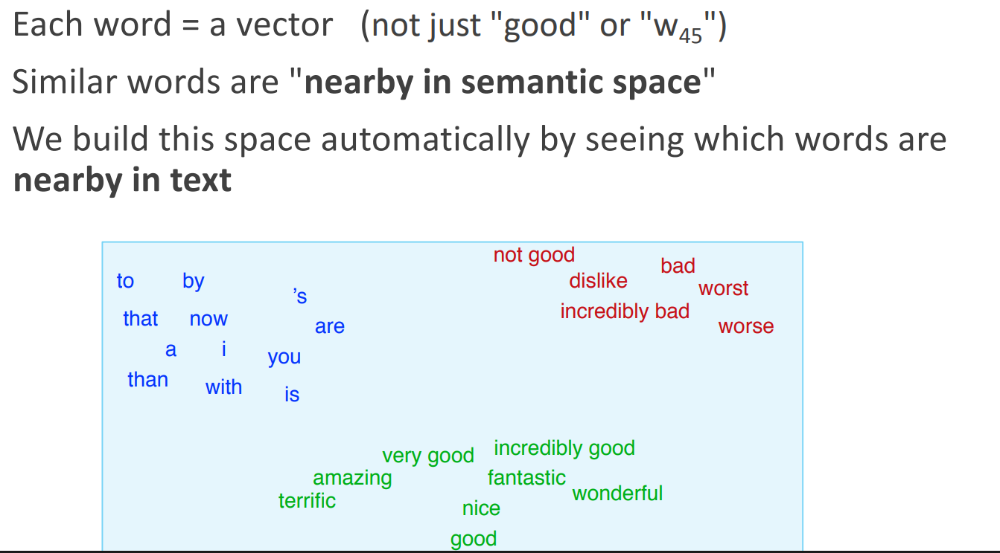 Each word = a vector (not just "good" or "w45")
Similar words are "nearby in semantic space"
We build this space automatically by seeing which words are
nearby in text
not good
bad
to by
dislike
worst
's
incredibly bad
that now
are
worse
a i
you
than
with
is
very good
incredibly good
amazing
fantastic
wonderful
terrific
nice
good